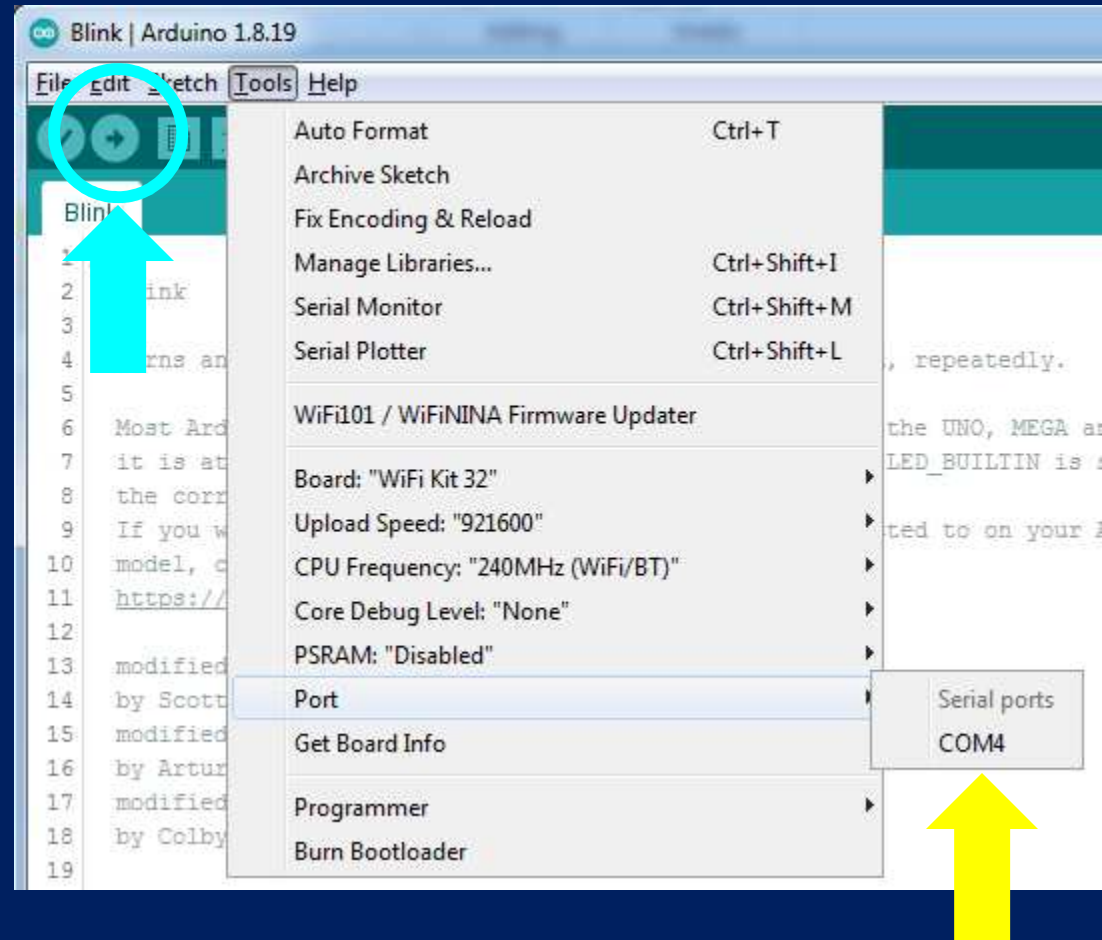 Blink | Arduino 1.8.19
File Edit Sketch Tools Help
Blink
Auto Format Ctrl+T
Archive Sketch
Fix Encoding & Reload
Manage Libraries... Ctrl+Shift+I
Serial Monitor Ctrl+Shift+M
Serial Plotter Ctrl+Shift+L
WiFi101 / WiFiNINA Firmware Updater
Board: "WiFi Kit 32"
Upload Speed: "921600"
CPU Frequency: "240MHz (WiFi/BT)"
Core Debug Level: "None"
PSRAM: "Disabled"
Port
Get Board Info
Programmer
Burn Bootloader
Serial ports
COM4
1
2 ink
3
4 rns an , repeatedly.
5
6 Most Ard the UNO, MEGA an
7 it is at LED_BUILTIN is s
8 the corr
9 If you w ted to on your A
10 model, c
11 https://
12
13 modified
14 by Scott
15 modified
16 by Artur
17 modified
18 by Colby
19